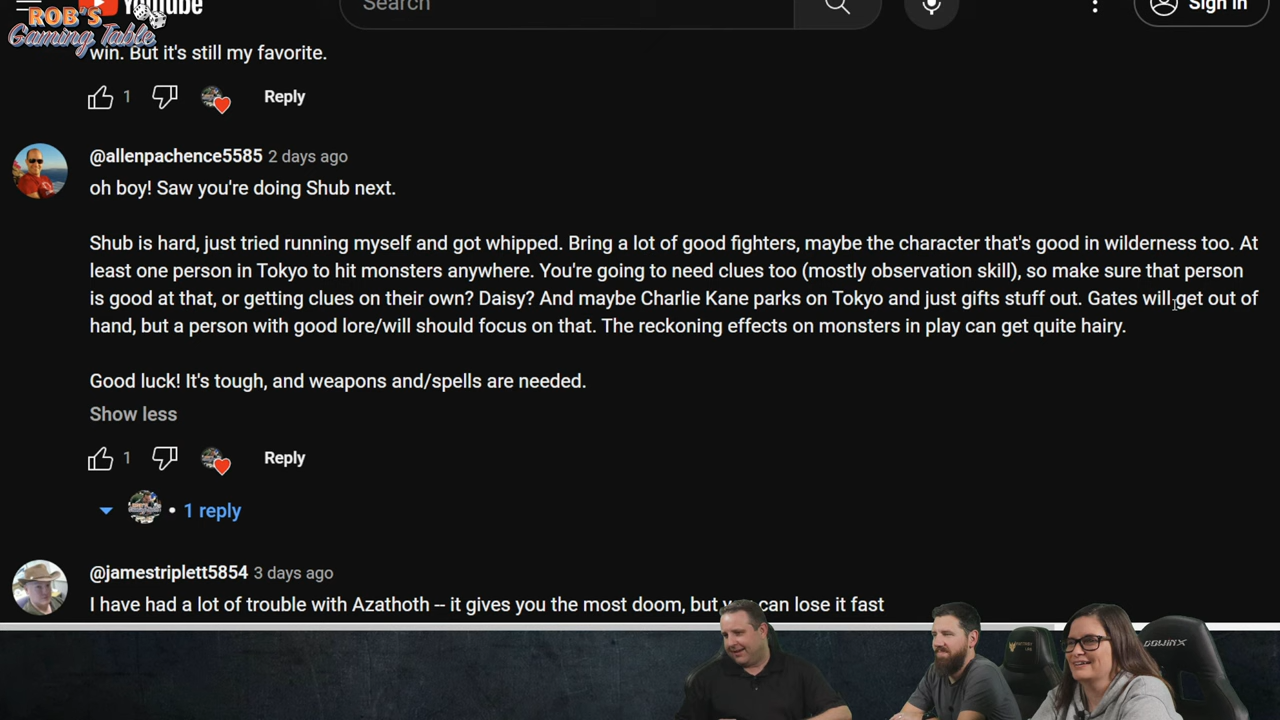 ROB'S
Gaming Table
YouTube
Search
Sign in
win. But it's still my favorite.
1
Reply
@allenpachence5585 2 days ago
oh boy! Saw you're doing Shub next.
Shub is hard, just tried running myself and got whipped. Bring a lot of good fighters, maybe the character that's good in wilderness too. At
least one person in Tokyo to hit monsters anywhere. You're going to need clues too (mostly observation skill), so make sure that person
is good at that, or getting clues on their own? Daisy? And maybe Charlie Kane parks on Tokyo and just gifts stuff out. Gates will get out of
hand, but a person with good lore/will should focus on that. The reckoning effects on monsters in play can get quite hairy.
Good luck! It's tough, and weapons and/spells are needed.
Show less
1
Reply
• 1 reply
@jamestriplett5854 3 days ago
I have had a lot of trouble with Azathoth -- it gives you the most doom, but you can lose it fast